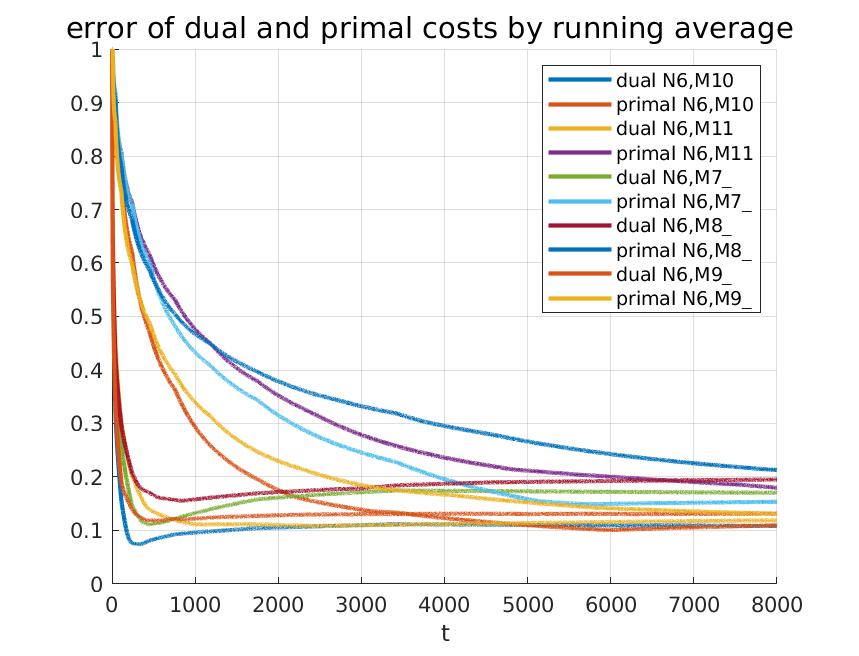 error of dual and primal costs by running average
1
0.9
0.8
0.7
0.6
0.5
0.4
0.3
0.2
0.1
0
dual N6,M10
primal N6,M10
dual N6,M11
primal N6,M11
dual N6,M7_
primal N6,M7_
dual N6,M8_
primal N6,M8_
dual N6,M9_
primal N6,M9_
0 1000 2000 3000 4000 5000 6000 7000 8000
t